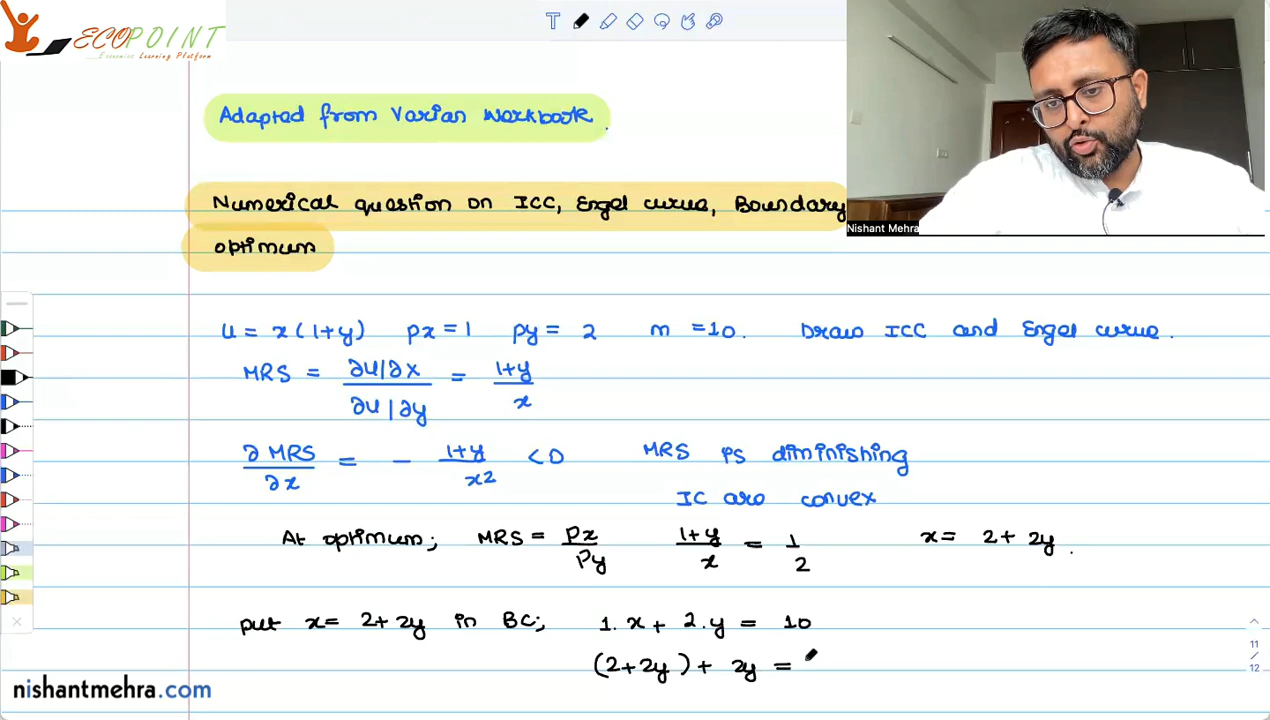 ECOPOINT
Economics Learning Platform
Adapted from Varian Workbook.
Numerical question on ICC, Engel curve, Boundary
optimum
Nishant Mehra
u = x(1+y) px = 1 py = 2 m = 10. Draw ICC and Engel curve.
MRS = ∂U/∂x / ∂U/∂y = 1+y / x
∂MRS / ∂x = - 1+y / x2 < 0 MRS is diminishing
IC are convex
At optimum; MRS = px / py 1+y / x = 1 / 2 x = 2 + 2y.
put x = 2+2y in BC; 1.x + 2.y = 10
(2+2y) + 2y =
11
/
12
nishantmehra.com